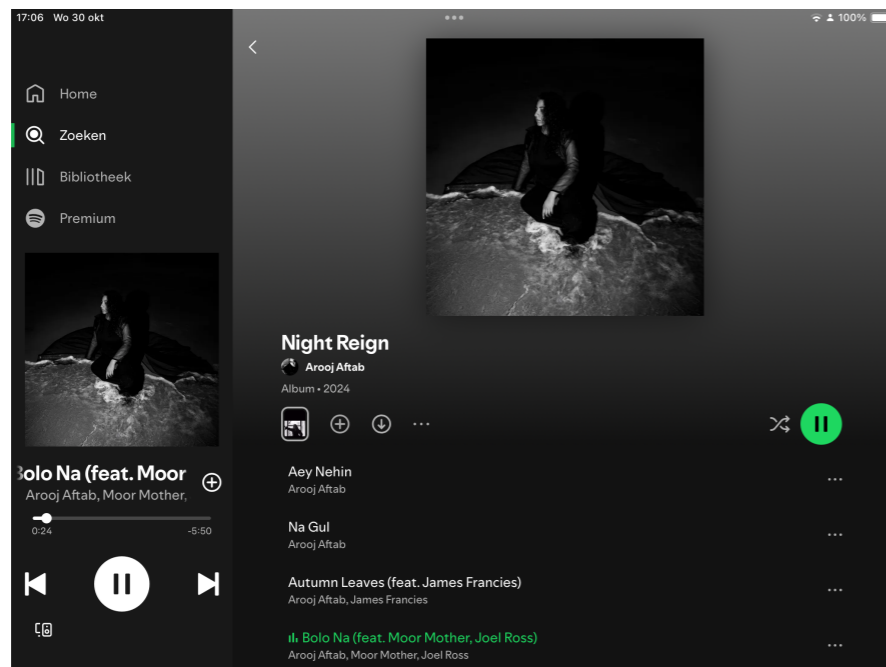 17:06 Wo 30 okt
100%
Home
Zoeken
Bibliotheek
Premium
Bolo Na (feat. Moor
Arooj Aftab, Moor Mother,
0:24
-5:50
Night Reign
Arooj Aftab
Album • 2024
Aey Nehin
Arooj Aftab
Na Gul
Arooj Aftab
Autumn Leaves (feat. James Francies)
Arooj Aftab, James Francies
Bolo Na (feat. Moor Mother, Joel Ross)
Arooj Aftab, Moor Mother, Joel Ross